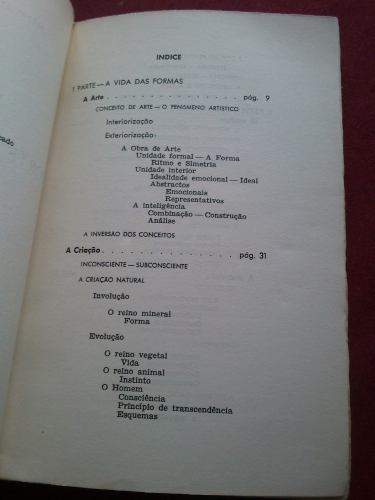 INDICE
1 PARTE — A VIDA DAS FORMAS
A Arte . . . . . . . . . . . . . . . pág. 9
CONCEITO DE ARTE — O FENÓMENO ARTÍSTICO
Interiorização
Exteriorização:
A Obra de Arte
Unidade formal — A Forma
Ritmo e Simetria
Unidade interior
Idealidade emocional — Ideal
Abstractos
Emocionais
Representativos
A inteligência
Combinação — Construção
Análise
A INVERSÃO DOS CONCEITOS
A Criação . . . . . . . . . . . . . . pág. 31
INCONSCIENTE — SUBCONSCIENTE
A CRIAÇÃO NATURAL
Involução
O reino mineral
Forma
Evolução
O reino vegetal
Vida
O reino animal
Instinto
O Homem
Consciência
Princípio de transcendência
Esquemas